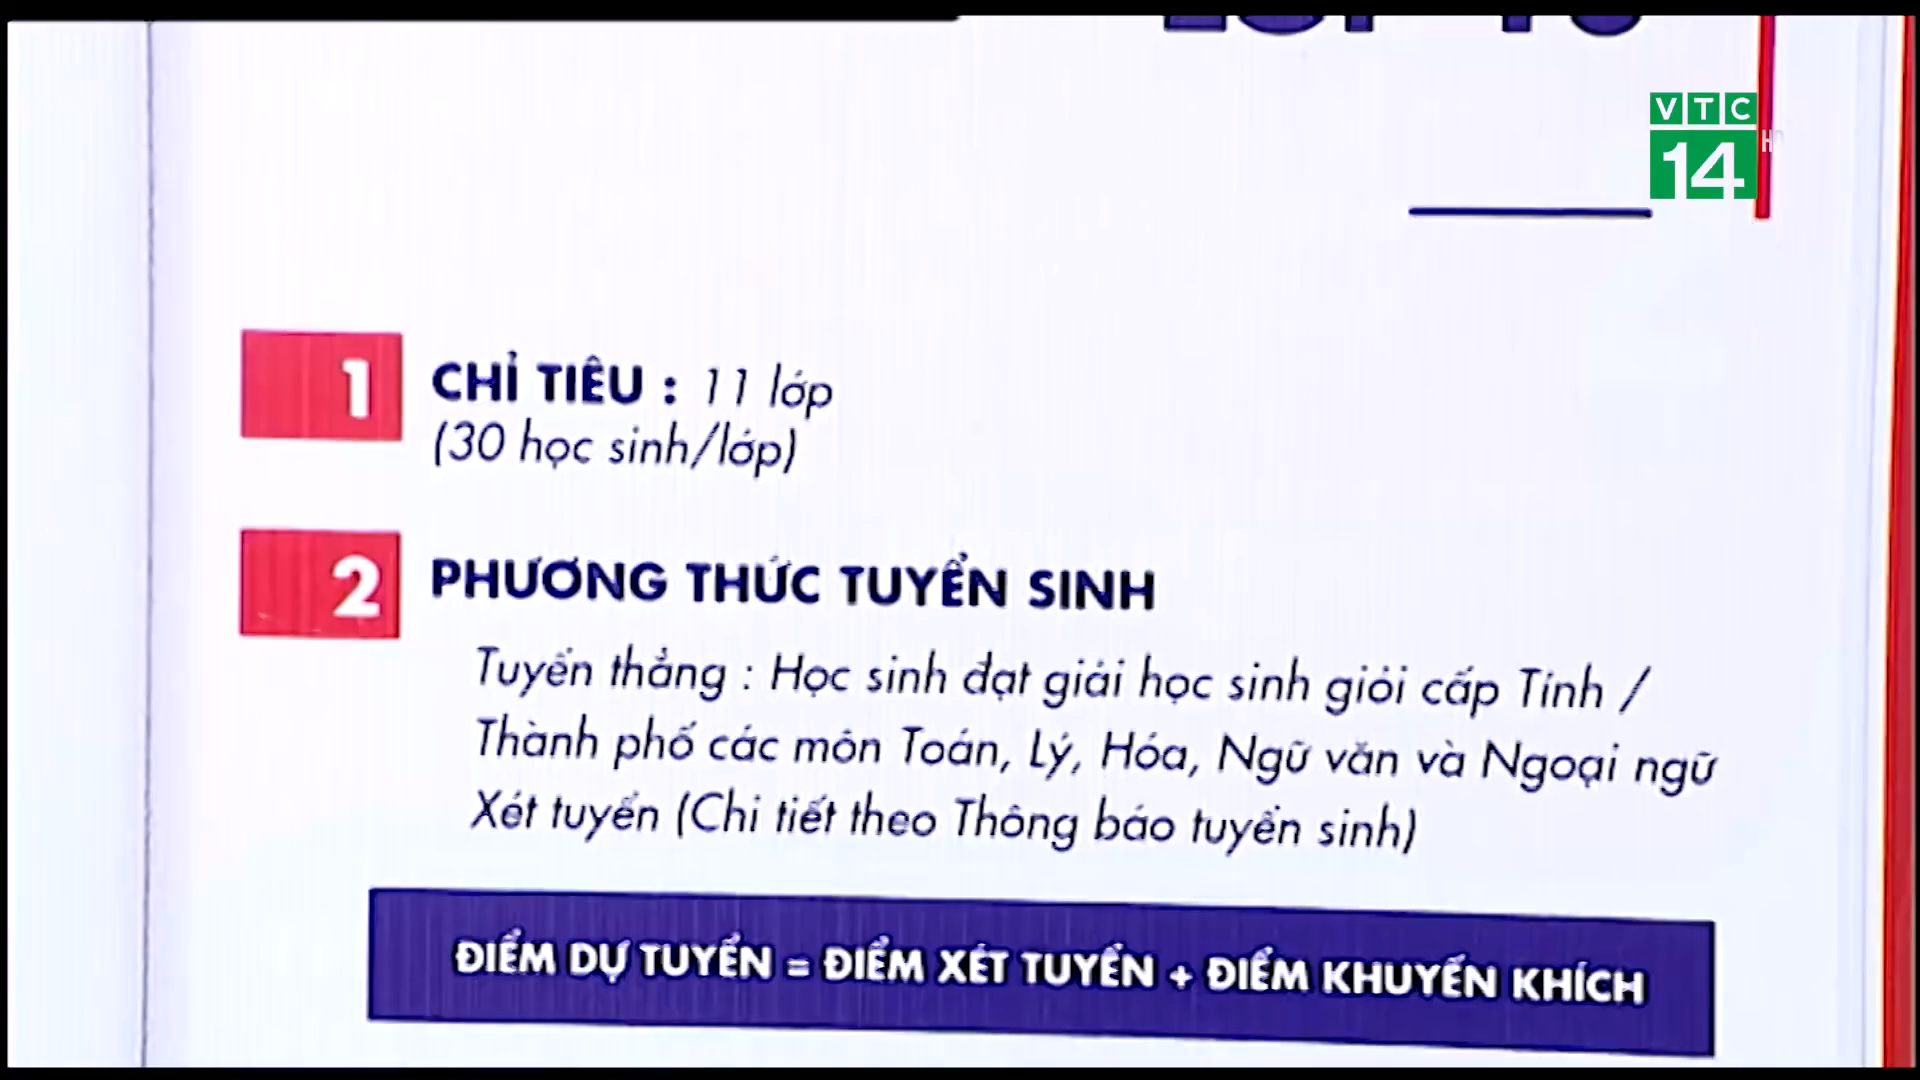 VTC
14
1
CHỈ TIÊU : 11 lớp
(30 học sinh/lớp)
2
PHƯƠNG THỨC TUYỂN SINH
Tuyển thẳng : Học sinh đạt giải học sinh giỏi cấp Tỉnh /
Thành phố các môn Toán, Lý, Hóa, Ngữ văn và Ngoại ngữ
Xét tuyển (Chi tiết theo Thông báo tuyển sinh)
ĐIỂM DỰ TUYỂN = ĐIỂM XÉT TUYỂN + ĐIỂM KHUYẾN KHÍCH